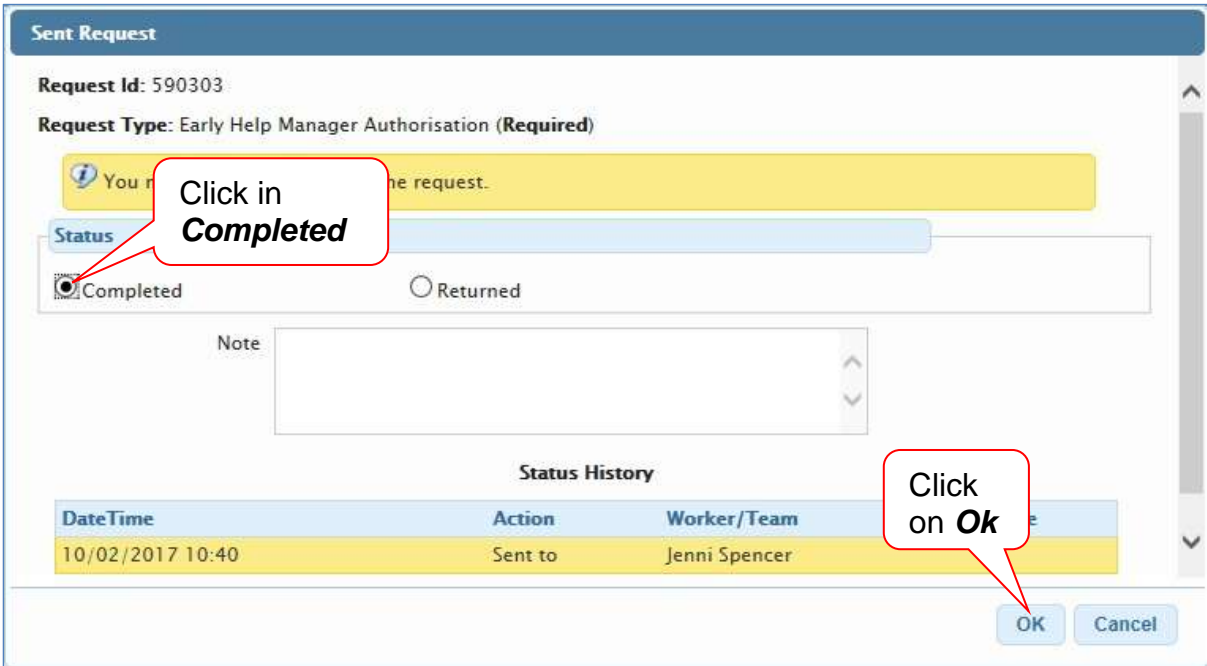 Sent Request
Request Id: 590303
Request Type: Early Help Manager Authorisation (Required)
You he request.
Click in
Completed
Status
Completed Returned
Note
Status History
Click
on Ok
DateTime Action Worker/Team
10/02/2017 10:40 Sent to Jenni Spencer
OK Cancel